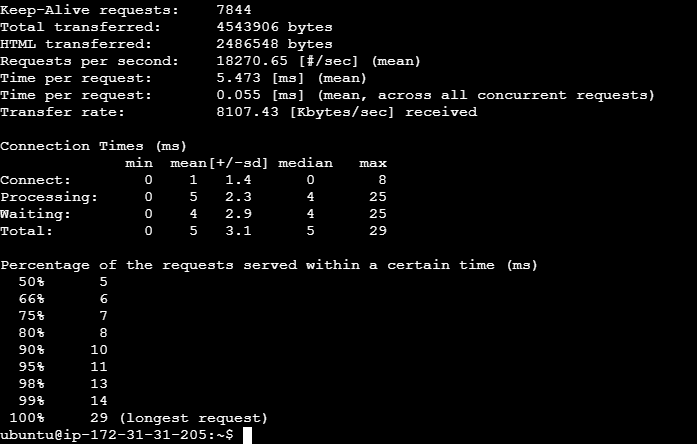 Keep-Alive requests:    7844
Total transferred:      4543906 bytes
HTML transferred:       2486548 bytes
Requests per second:    18270.65 [#/sec] (mean)
Time per request:       5.473 [ms] (mean)
Time per request:       0.055 [ms] (mean, across all concurrent requests)
Transfer rate:          8107.43 [Kbytes/sec] received

Connection Times (ms)
              min  mean[+/-sd] median   max
Connect:        0    1   1.4      0       8
Processing:     0    5   2.3      4      25
Waiting:        0    4   2.9      4      25
Total:          0    5   3.1      5      29

Percentage of the requests served within a certain time (ms)
  50%      5
  66%      6
  75%      7
  80%      8
  90%     10
  95%     11
  98%     13
  99%     14
 100%     29 (longest request)
ubuntu@ip-172-31-31-205:~$